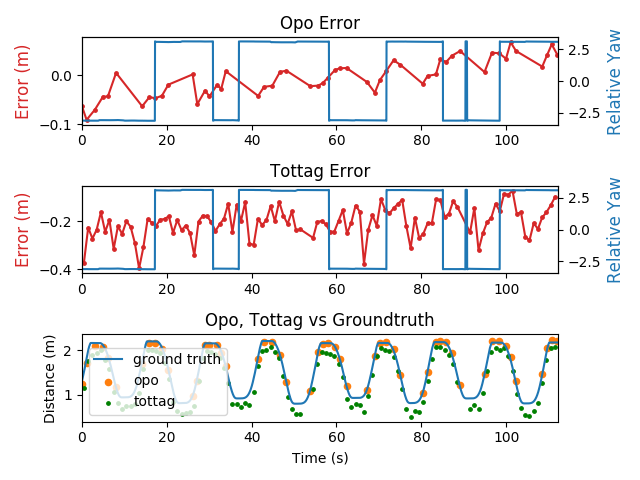 Opo Error
Error (m)
0.0
−0.1
2.5
0.0
−2.5
Relative Yaw
0 20 40 60 80 100
Tottag Error
Error (m)
−0.2
−0.4
2.5
0.0
−2.5
Relative Yaw
0 20 40 60 80 100
Opo, Tottag vs Groundtruth
Distance (m)
2
1
ground truth
opo
tottag
0 20 40 60 80 100
Time (s)